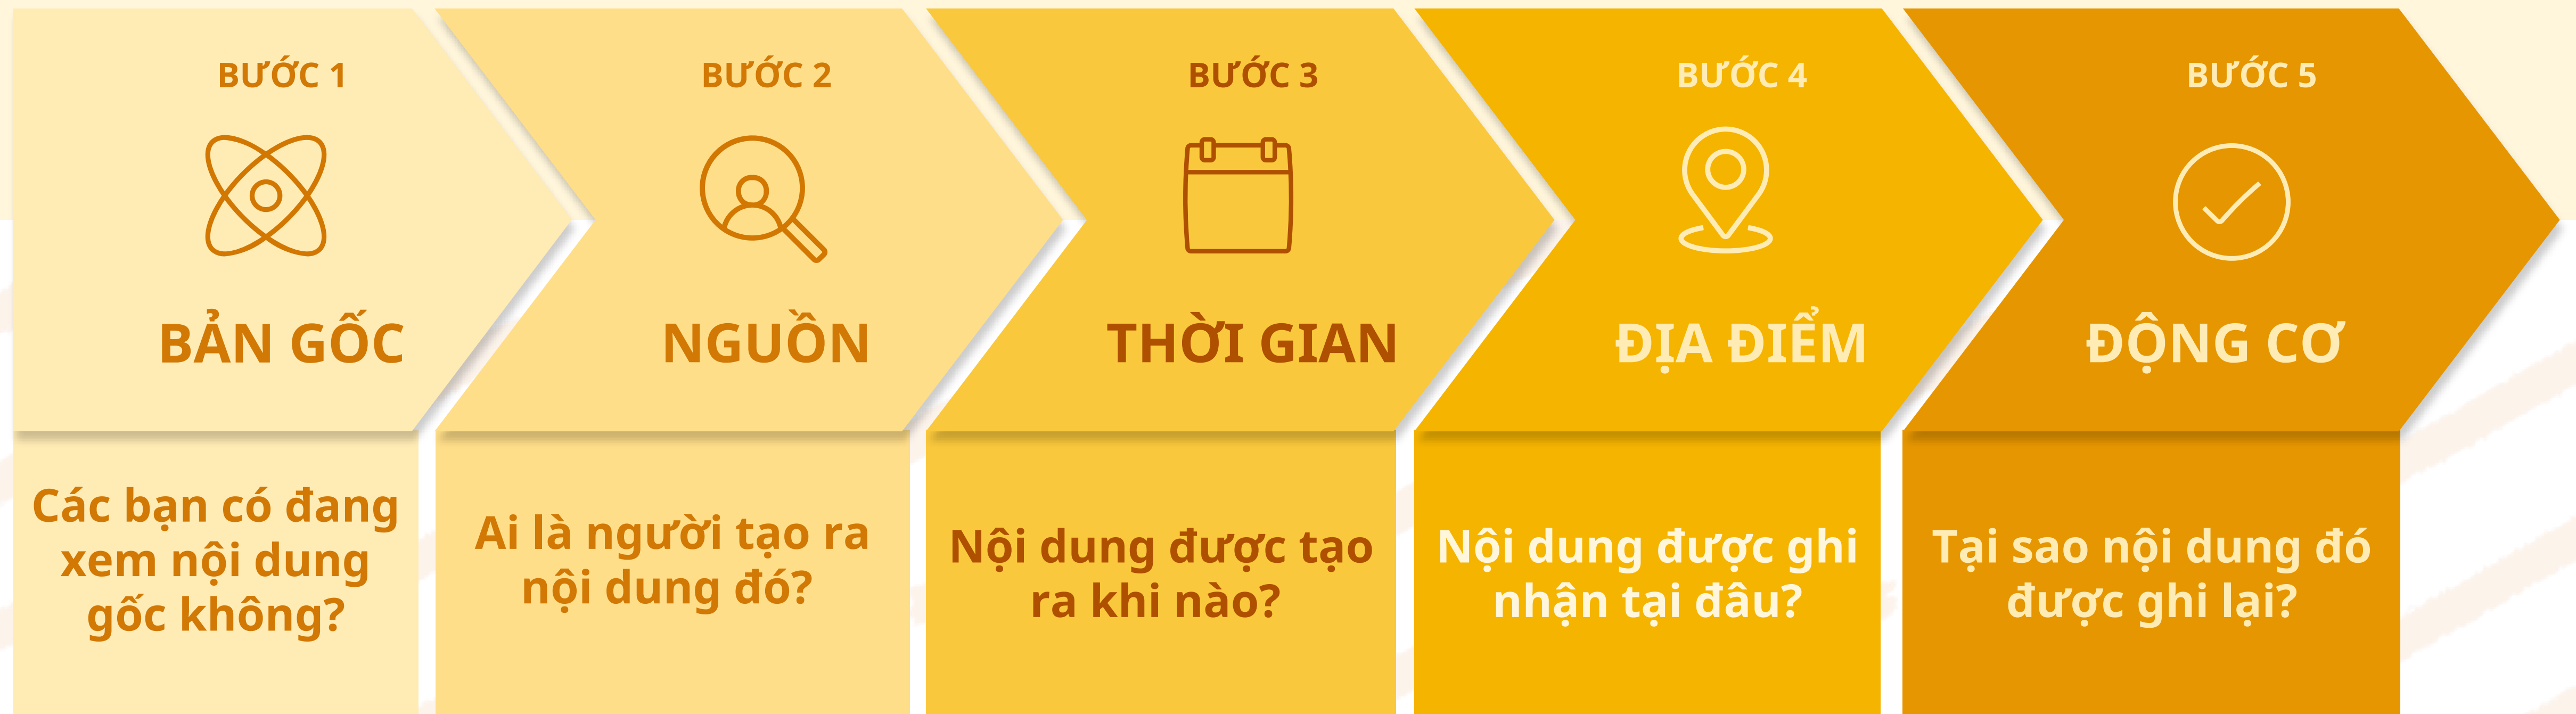 BƯỚC 1
BẢN GỐC
Các bạn có đang
xem nội dung
gốc không?
BƯỚC 2
NGUỒN
Ai là người tạo ra
nội dung đó?
BƯỚC 3
THỜI GIAN
Nội dung được tạo
ra khi nào?
BƯỚC 4
ĐỊA ĐIỂM
Nội dung được ghi
nhận tại đâu?
BƯỚC 5
ĐỘNG CƠ
Tại sao nội dung đó
được ghi lại?